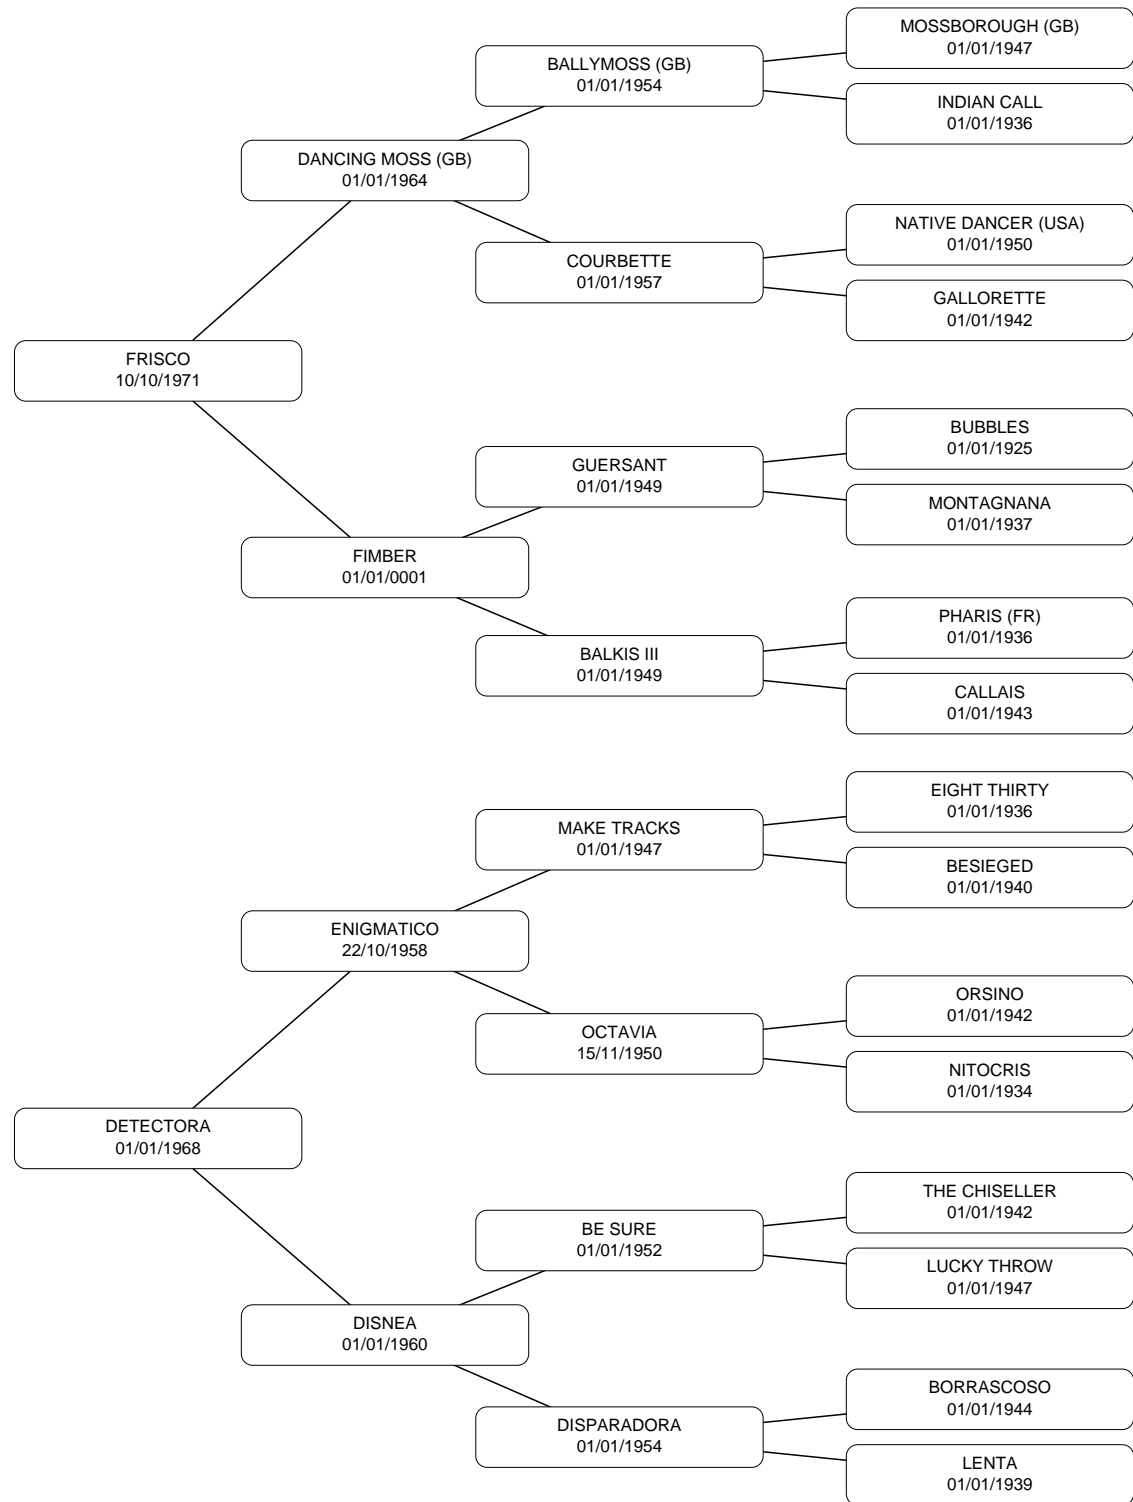 MOSSBOROUGH (GB)
01/01/1947
BALLYMOSS (GB)
01/01/1954
INDIAN CALL
01/01/1936
DANCING MOSS (GB)
01/01/1964
NATIVE DANCER (USA)
01/01/1950
COURBETTE
01/01/1957
GALLORETTE
01/01/1942
FRISCO
10/10/1971
BUBBLES
01/01/1925
GUERSANT
01/01/1949
MONTAGNANA
01/01/1937
FIMBER
01/01/0001
PHARIS (FR)
01/01/1936
BALKIS III
01/01/1949
CALLAIS
01/01/1943
EIGHT THIRTY
01/01/1936
MAKE TRACKS
01/01/1947
BESIEGED
01/01/1940
ENIGMATICO
22/10/1958
ORSINO
01/01/1942
OCTAVIA
15/11/1950
NITOCRIS
01/01/1934
DETECTORA
01/01/1968
THE CHISELLER
01/01/1942
BE SURE
01/01/1952
LUCKY THROW
01/01/1947
DISNEA
01/01/1960
BORRASCOSO
01/01/1944
DISPARADORA
01/01/1954
LENTA
01/01/1939